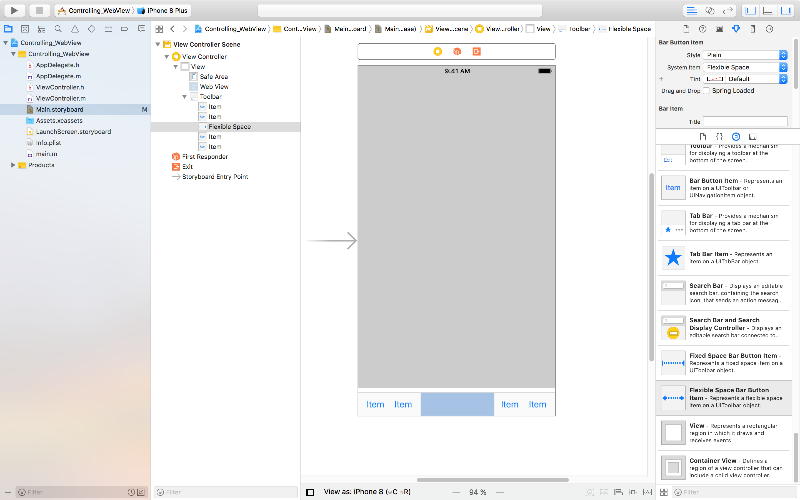 Controlling_WebView
iPhone 8 Plus
Controlling_WebView
Cont...View
Main....oard
Main....ase)
View...cene
View....roller
View
Toolbar
Flexible Space
Controlling_WebView
Controlling_WebView
AppDelegate.h
AppDelegate.m
ViewController.h
ViewController.m
Main.storyboard M
Assets.xcassets
LaunchScreen.storyboard
Info.plist
main.m
Products
Filter
View Controller Scene
View Controller
View
Safe Area
Web View
Toolbar
Item
Item
Flexible Space
Item
Item
First Responder
Exit
Storyboard Entry Point
Filter
9:41 AM
Item Item Item Item
View as: iPhone 8 (wC hR)
94 %
Bar Button Item
Style Plain
System Item Flexible Space
Tint Default
Drag and Drop Spring Loaded
Bar Item
Title
Toolbar - Provides a mechanism
for displaying a toolbar at the
bottom of the screen.
Item
Bar Button Item - Represents
an item on a UIToolbar or
UINavigationItem object.
Tab Bar - Provides a mechanism
for displaying a tab bar at the
bottom of the screen.
Tab Bar Item - Represents an
item on a UITabBar object.
Search Bar - Displays an editable
search bar, containing the search
icon, that sends an action messag...
Search Bar and Search
Display Controller - Displays an
editable search bar connected to...
Fixed Space Bar Button Item -
Represents a fixed space item on a
UIToolbar object.
Flexible Space Bar Button
Item - Represents a flexible space
item on a UIToolbar object.
View - Represents a rectangular
region in which it draws and
receives events.
Container View - Defines a
region of a view controller that can
include a child view controller.
Filter